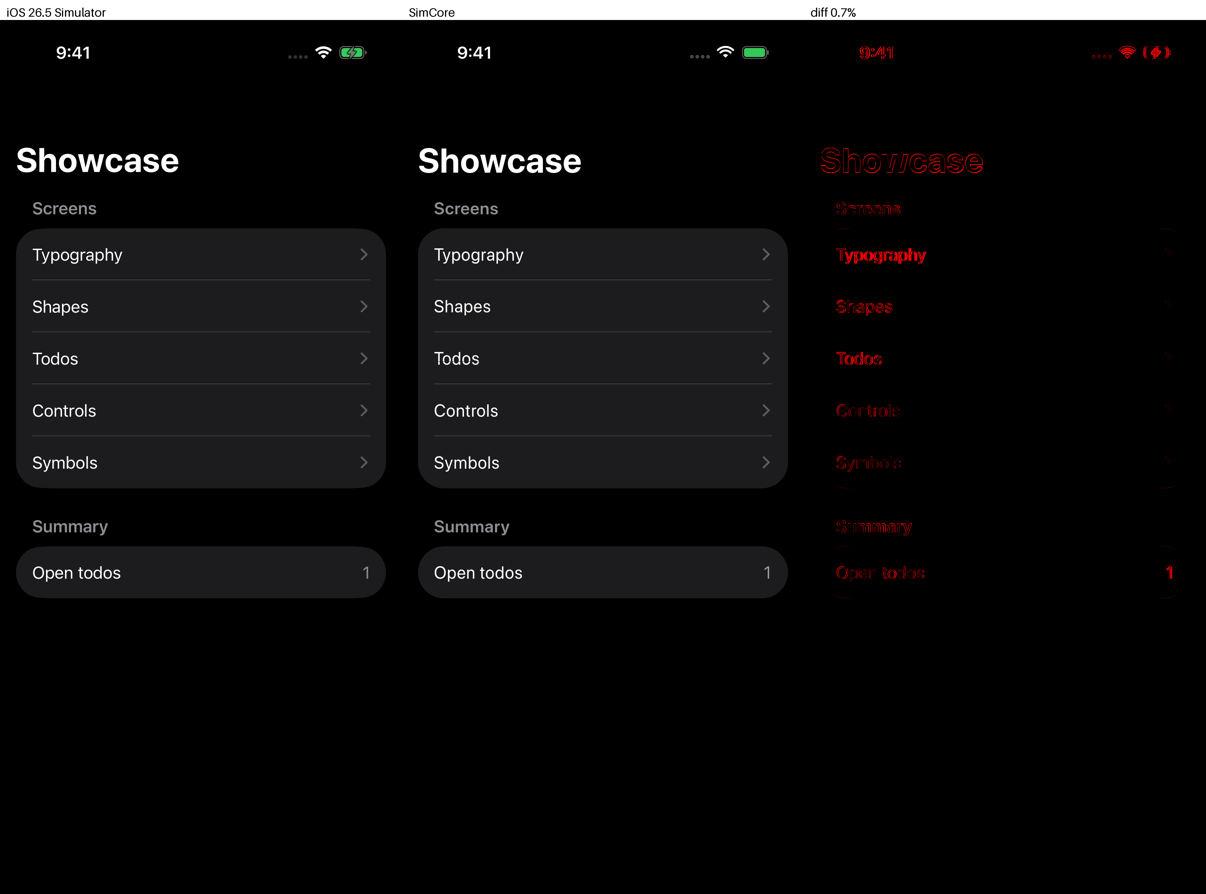 iOS 26.5 Simulator SimCore diff 0.7%
9:41 9:41 9:41
Showcase Showcase Showcase
Screens Screens Screens
Typography Typography Typography
Shapes Shapes Shapes
Todos Todos Todos
Controls Controls Controls
Symbols Symbols Symbols
Summary Summary Summary
Open todos 1 Open todos 1 Open todos 1